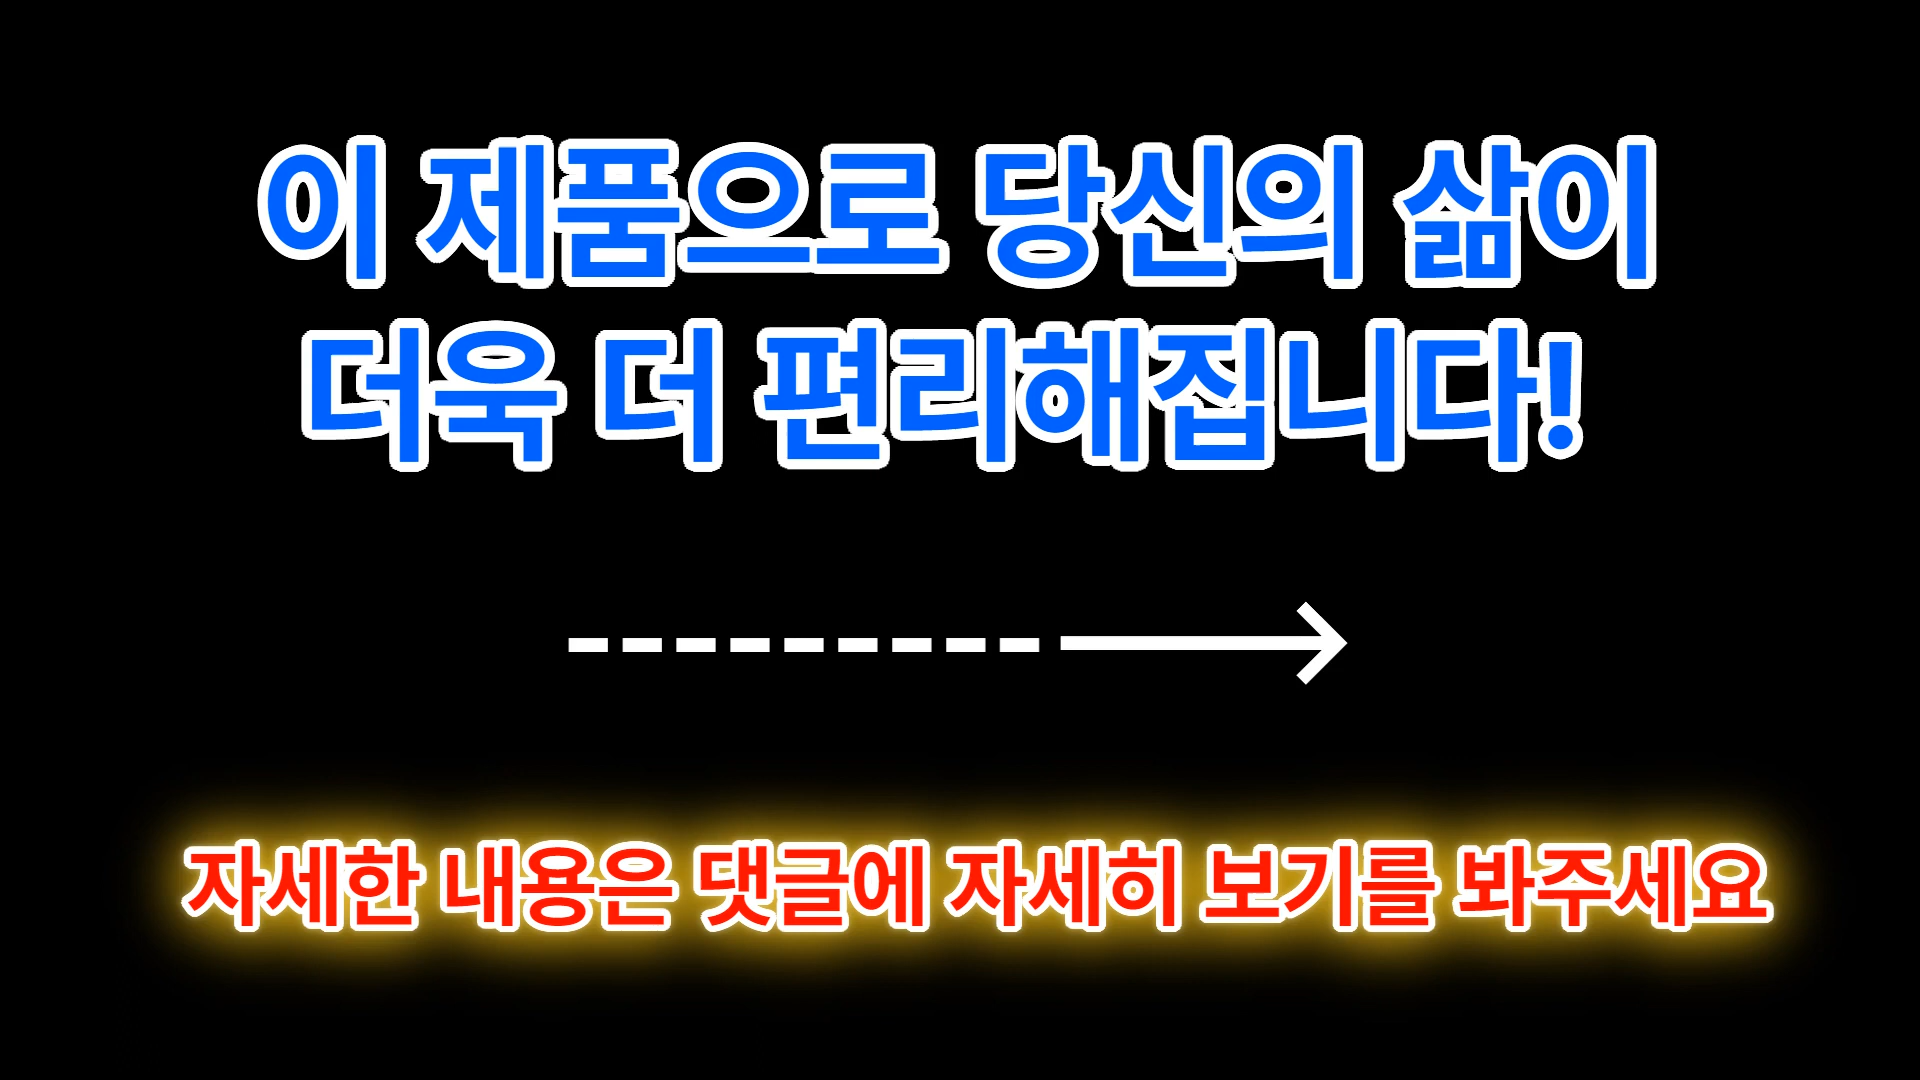 이 제품으로 당신의 삶이
더욱 더 편리해집니다!
자세한 내용은 댓글에 자세히 보기를 봐주세요